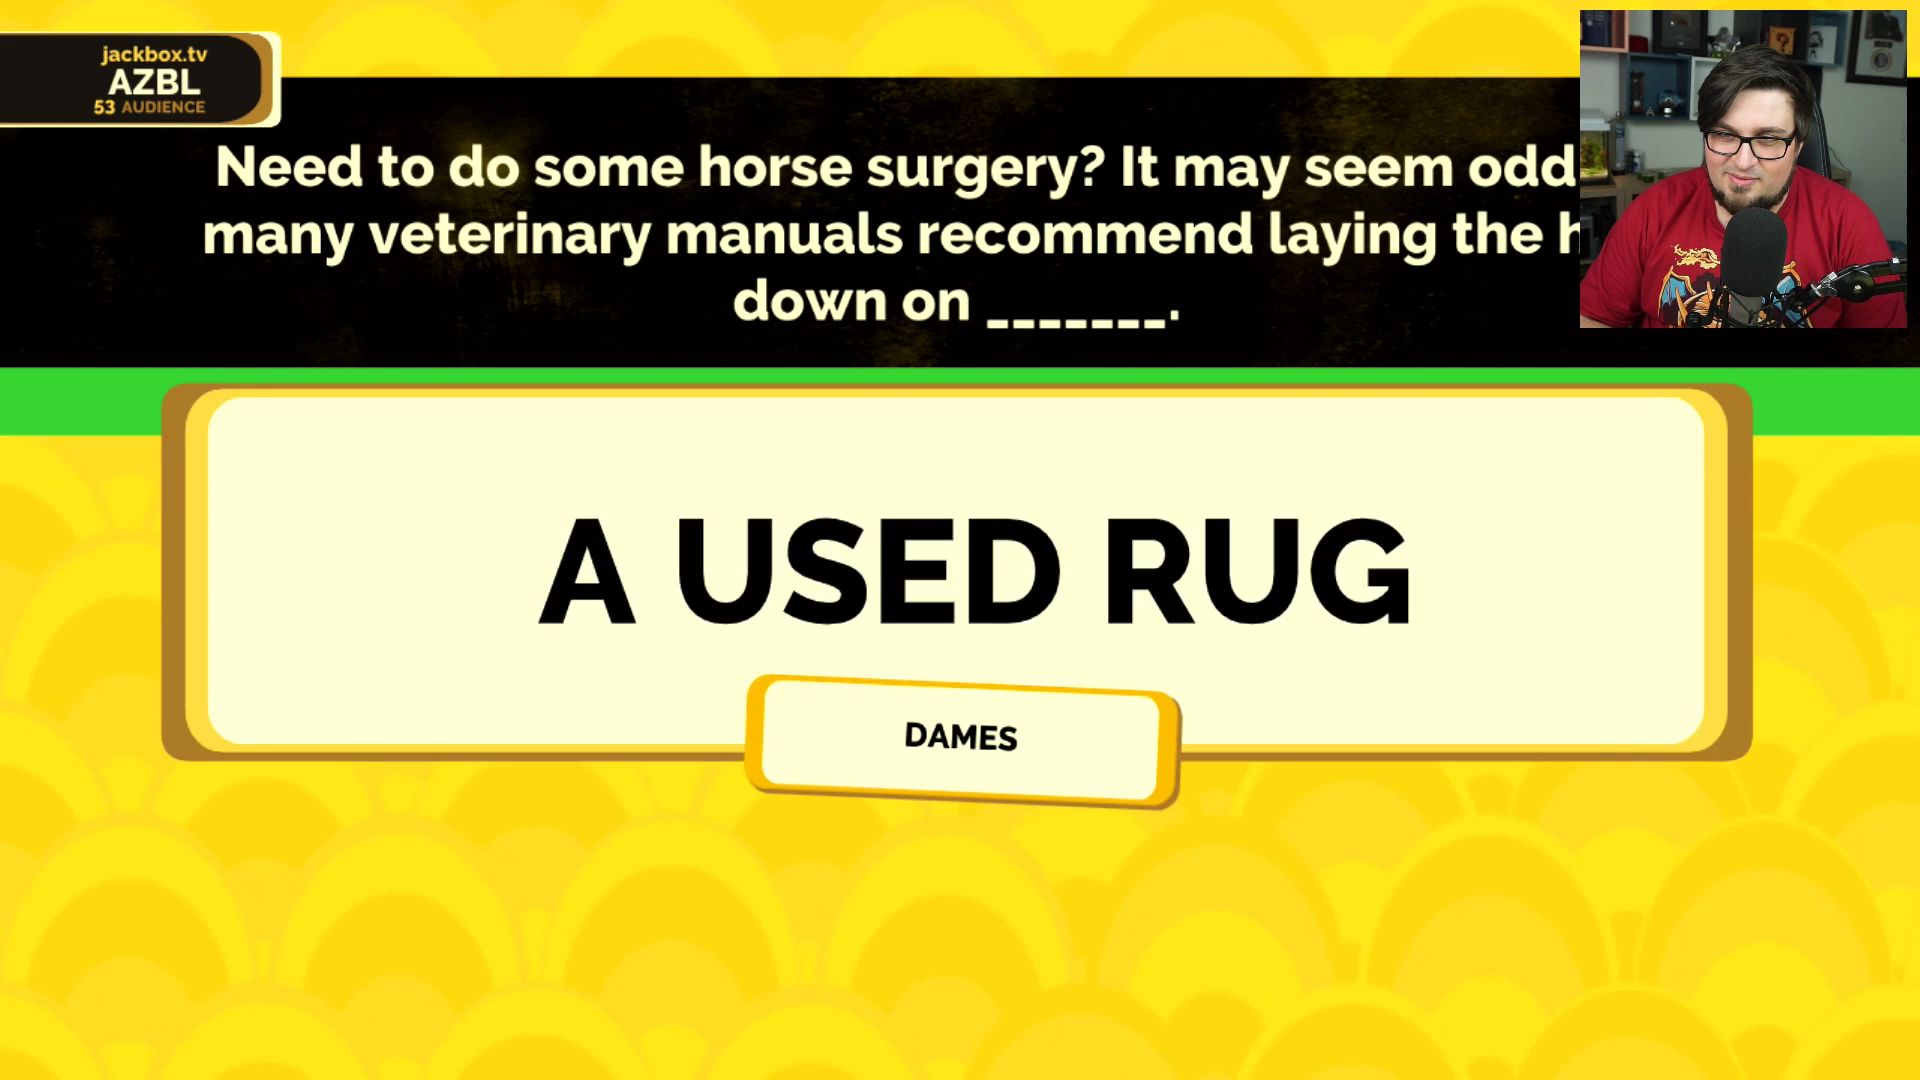 jackbox.tv
AZBL
53 AUDIENCE
Need to do some horse surgery? It may seem odd
many veterinary manuals recommend laying the
down on _______.
A USED RUG
DAMES